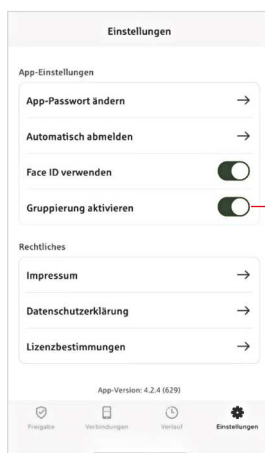 Einstellungen
App-Einstellungen
App-Passwort ändern
Automatisch abmelden
Face ID verwenden
Gruppierung aktivieren
Rechtliches
Impressum
Datenschutzerklärung
Lizenzbestimmungen
App-Version: 4.2.4 (629)
Freigabe Verbindungen Verlauf Einstellungen